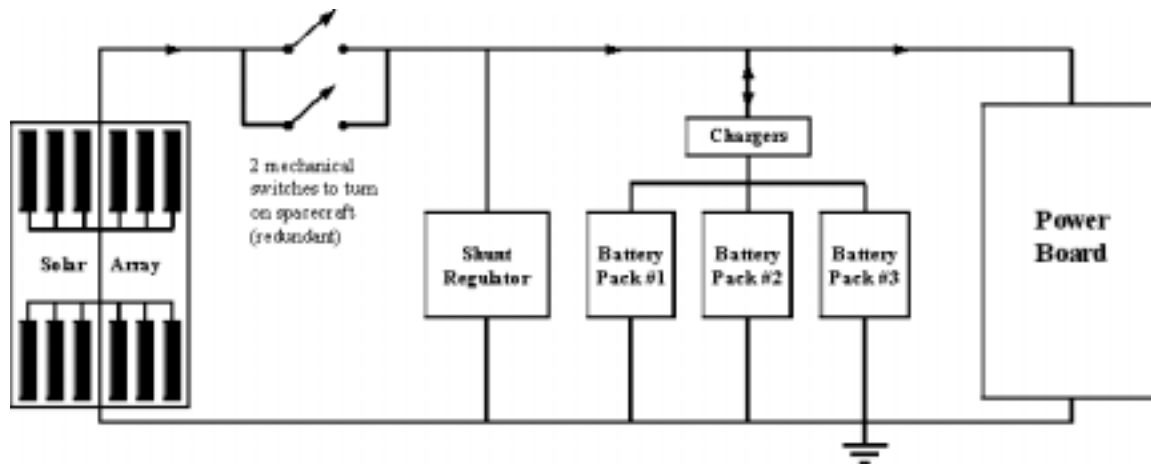 2 mechanical
switches to turn
on spacecraft
(redundant)
Chargers
Solar Array
Shunt
Regulator
Battery
Pack #1
Battery
Pack #2
Battery
Pack #3
Power
Board